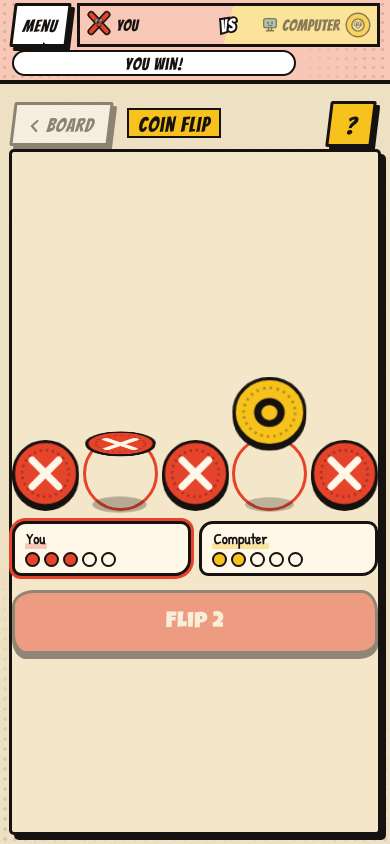 MENU
YOU
VS
COMPUTER
YOU WIN!
BOARD
COIN FLIP
?
You
Computer
FLIP 2